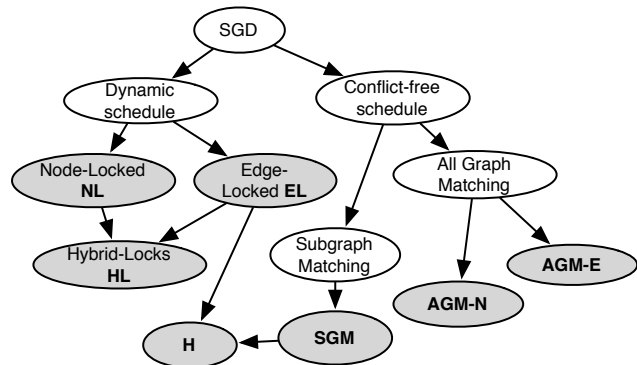 SGD
Dynamic
schedule
Conflict-free
schedule
Node-Locked
NL
Edge-
Locked EL
All Graph
Matching
Hybrid-Locks
HL
Subgraph
Matching
AGM-E
AGM-N
H
SGM